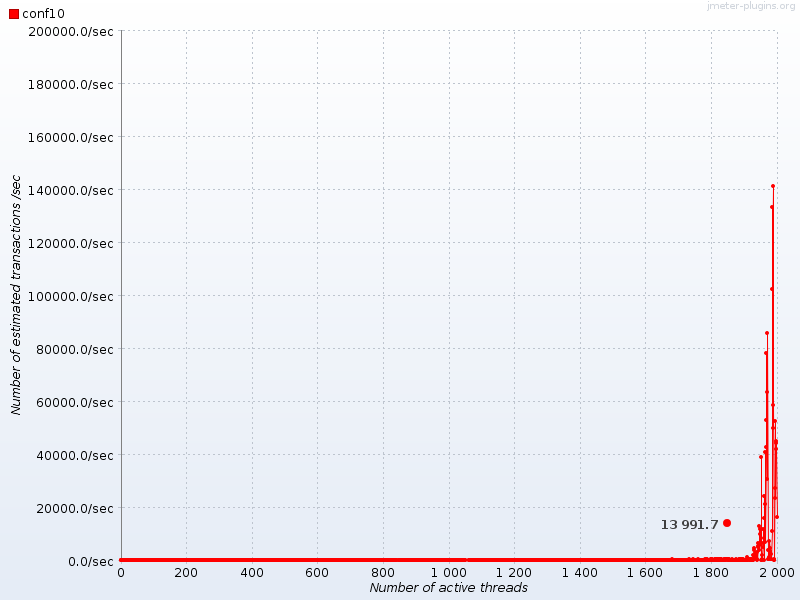 jmeter-plugins.org
conf10
200000.0/sec
180000.0/sec
160000.0/sec
140000.0/sec
120000.0/sec
100000.0/sec
80000.0/sec
60000.0/sec
40000.0/sec
20000.0/sec
0.0/sec
Number of estimated transactions /sec
13 991.7
0 200 400 600 800 1 000 1 200 1 400 1 600 1 800 2 000
Number of active threads